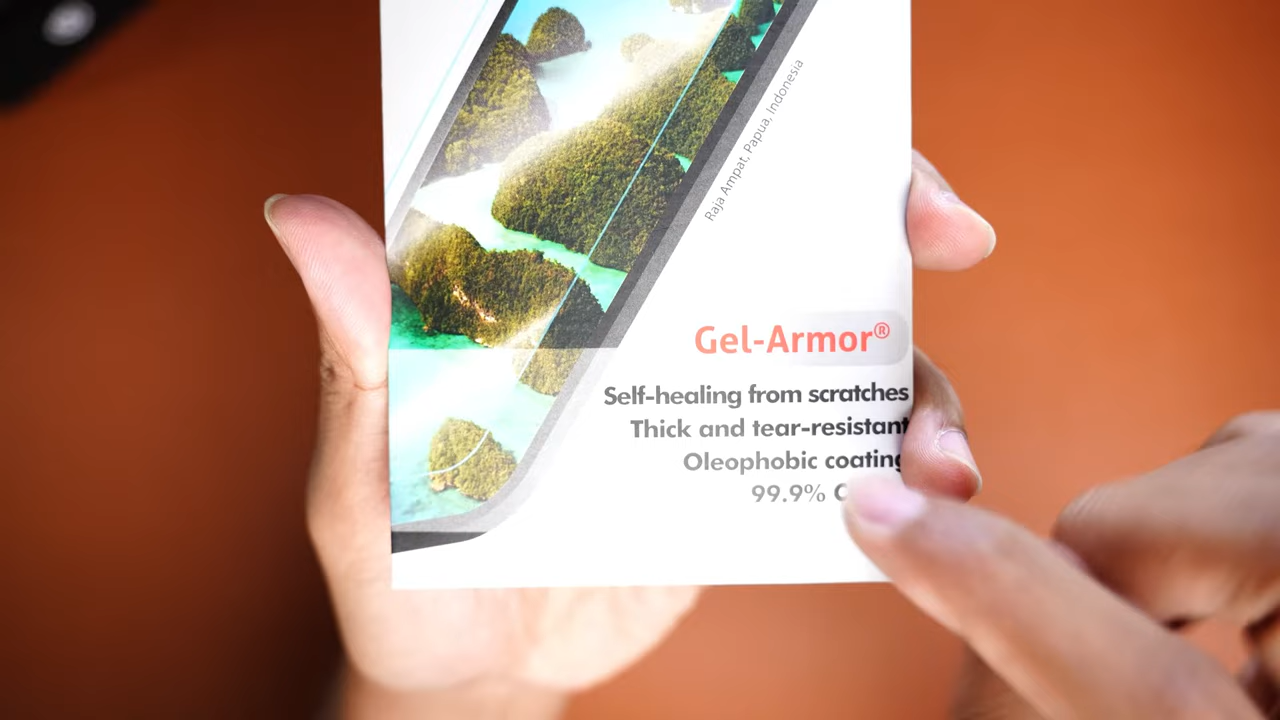 Raja Ampat, Papua, Indonesia
Gel-Armor®
Self-healing from scratches
Thick and tear-resistant
Oleophobic coating
99.9%